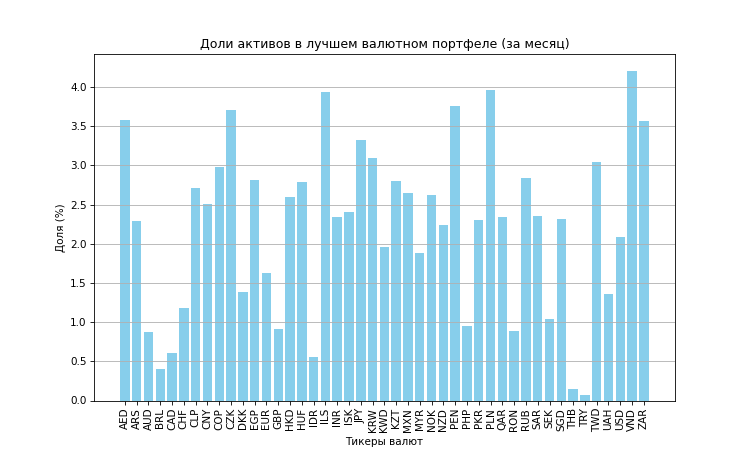 Доли активов в лучшем валютном портфеле (за месяц)
Доля (%)
4.0
3.5
3.0
2.5
2.0
1.5
1.0
0.5
0.0
AED ARS AUD BRL CAD CHF CLP CNY COP CZK DKK EGP EUR GBP HKD HUF IDR ILS INR ISK JPY KRW KWD KZT MXN MYR NOK NZD PEN PHP PKR PLN QAR RON RUB SAR SEK SGD THB TRY TWD UAH USD VND ZAR
Тикеры валют